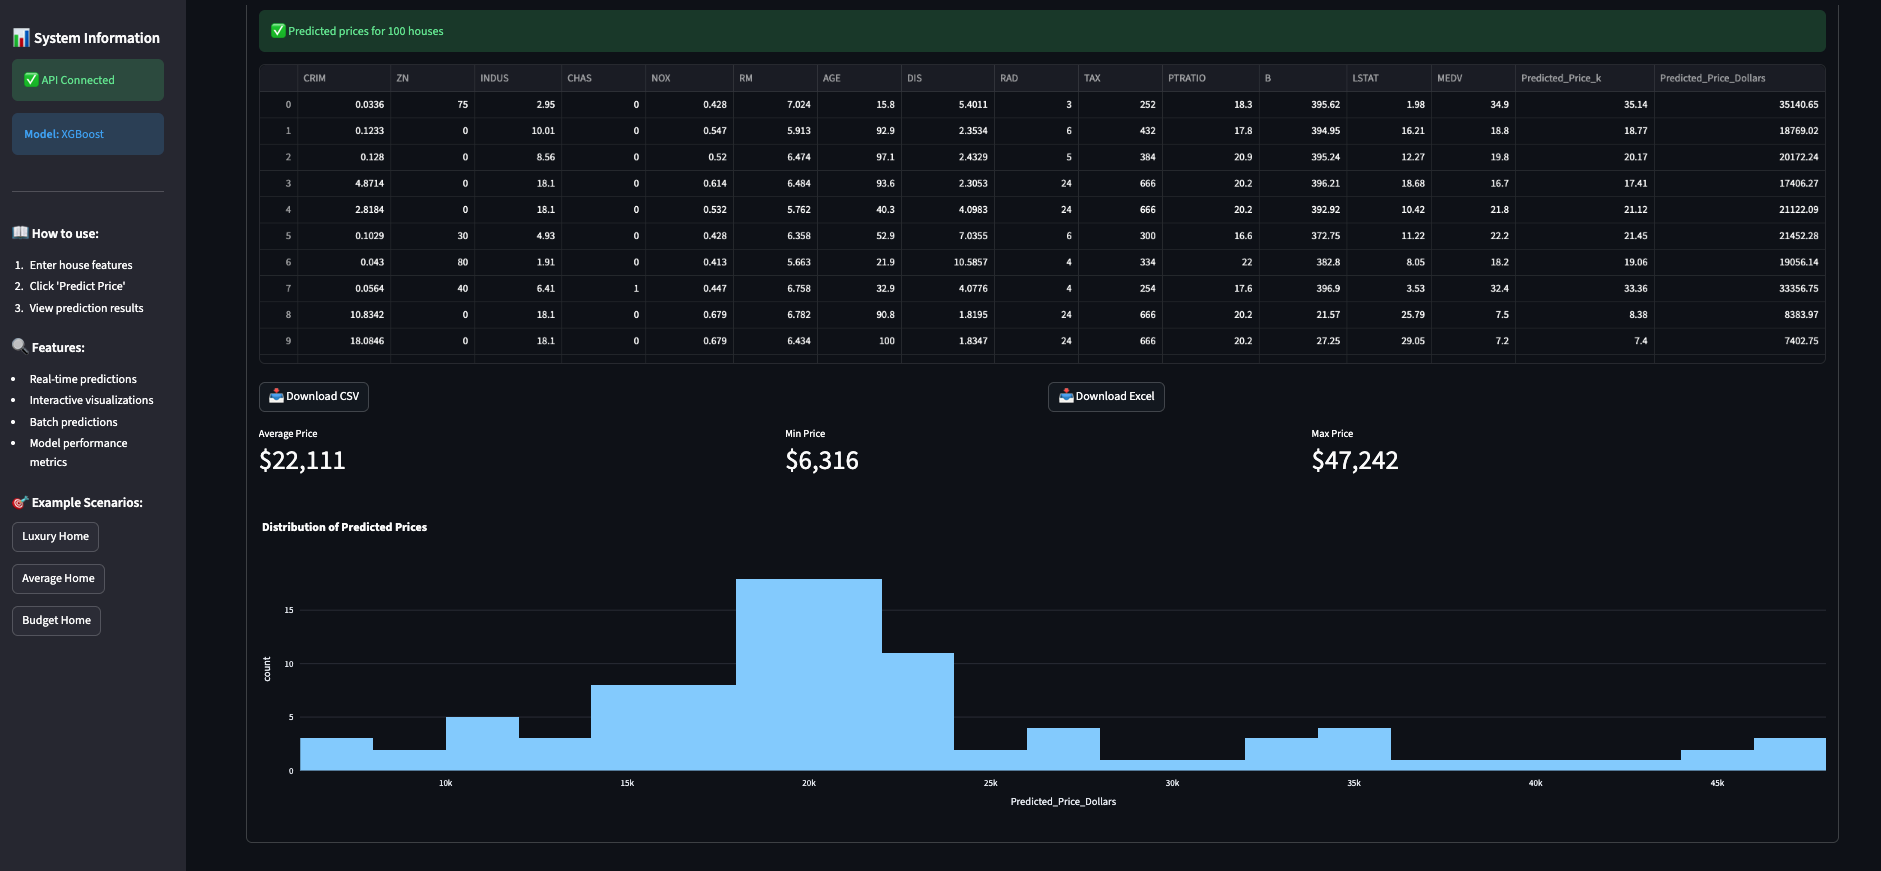 📊 System Information
✅ API Connected
Model: XGBoost
📖 How to use:
1. Enter house features
2. Click 'Predict Price'
3. View prediction results
🔍 Features:
• Real-time predictions
• Interactive visualizations
• Batch predictions
• Model performance
metrics
🎯 Example Scenarios:
Luxury Home
Average Home
Budget Home
✅ Predicted prices for 100 houses
CRIM ZN INDUS CHAS NOX RM AGE DIS RAD TAX PTRATIO B LSTAT MEDV Predicted_Price_k Predicted_Price_Dollars
0 0.0336 75 2.95 0 0.428 7.024 15.8 5.4011 3 252 18.3 395.62 1.98 34.9 35.14 35140.65
1 0.1233 0 10.01 0 0.547 5.913 92.9 2.3534 6 432 17.8 394.95 16.21 18.8 18.77 18769.02
2 0.128 0 8.56 0 0.52 6.474 97.1 2.4329 5 384 20.9 395.24 12.27 19.8 20.17 20172.24
3 4.8714 0 18.1 0 0.614 6.484 93.6 2.3053 24 666 20.2 396.21 18.68 16.7 17.41 17406.27
4 2.8184 0 18.1 0 0.532 5.762 40.3 4.0983 24 666 20.2 392.92 10.42 21.8 21.12 21122.09
5 0.1029 30 4.93 0 0.428 6.358 52.9 7.0355 6 300 16.6 372.75 11.22 22.2 21.45 21452.28
6 0.043 80 1.91 0 0.413 5.663 21.9 10.5857 4 334 22 382.8 8.05 18.2 19.06 19056.14
7 0.0564 40 6.41 1 0.447 6.758 32.9 4.0776 4 254 17.6 396.9 3.53 32.4 33.36 33356.75
8 10.8342 0 18.1 0 0.679 6.782 90.8 1.8195 24 666 20.2 21.57 25.79 7.5 8.38 8383.97
9 18.0846 0 18.1 0 0.679 6.434 100 1.8347 24 666 20.2 27.25 29.05 7.2 7.4 7402.75
📥 Download CSV 📥 Download Excel
Average Price Min Price Max Price
$22,111 $6,316 $47,242
Distribution of Predicted Prices
15
10
5
0
count
10k 15k 20k 25k 30k 35k 40k 45k
Predicted_Price_Dollars